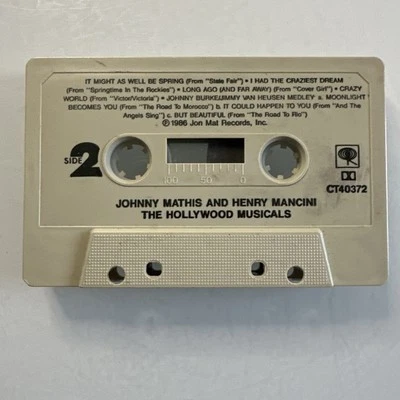 IT MIGHT AS WELL BE SPRING (From "State Fair") • I HAD THE CRAZIEST DREAM
(From "Springtime In The Rockies") • LONG AGO (AND FAR AWAY) (From "Cover Girl") • CRAZY
WORLD (From "Victor/Victoria") • JOHNNY BURKE/JIMMY VAN HEUSEN MEDLEY a. MOONLIGHT
BECOMES YOU (From "The Road To Morocco") b. IT COULD HAPPEN TO YOU (From "And The
Angels Sing") c. BUT BEAUTIFUL (From "The Road To Rio")
℗ 1986 Jon Mat Records, Inc.
SIDE 2
100 50 0
CT40372
JOHNNY MATHIS AND HENRY MANCINI
THE HOLLYWOOD MUSICALS